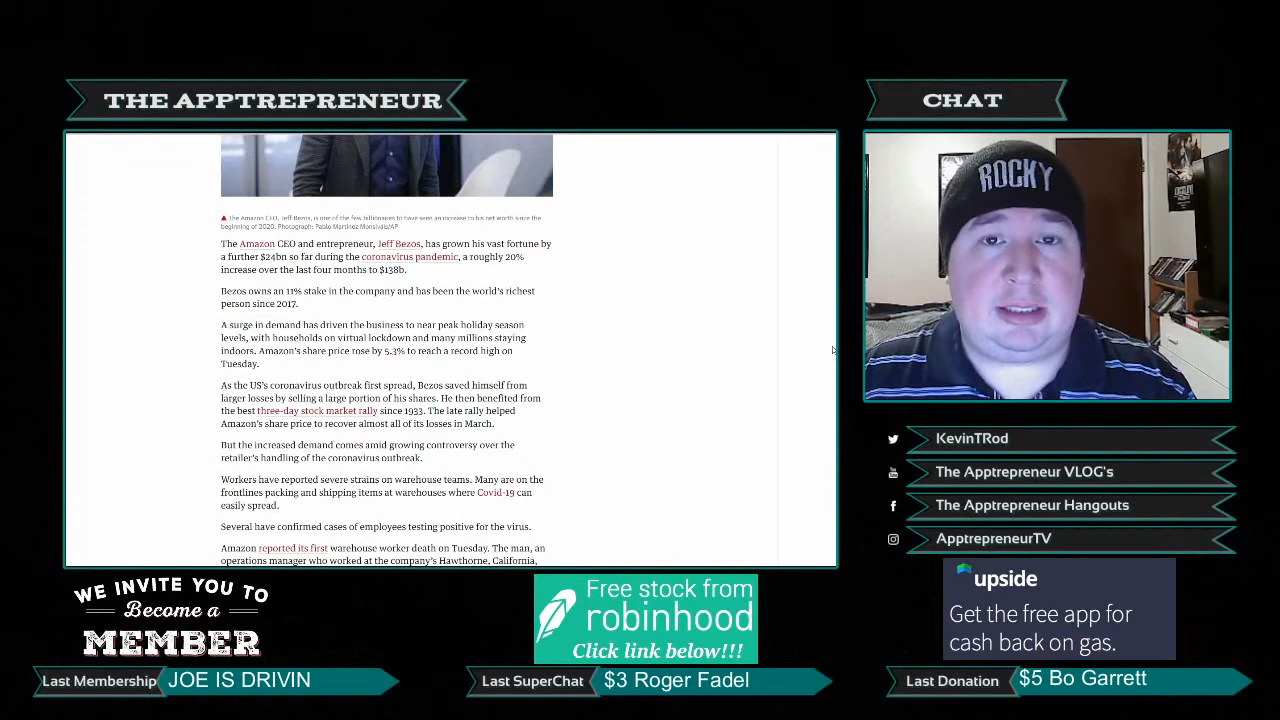 THE APPTREPRENEUR
CHAT
ROCKY
▲ The Amazon CEO, Jeff Bezos, is one of the few billionaires to have seen an increase to his net worth since the
beginning of 2020. Photograph: Pablo Martinez Monsivais/AP
The Amazon CEO and entrepreneur, Jeff Bezos, has grown his vast fortune by
a further $24bn so far during the coronavirus pandemic, a roughly 20%
increase over the last four months to $138b.
Bezos owns an 11% stake in the company and has been the world's richest
person since 2017.
A surge in demand has driven the business to near peak holiday season
levels, with households on virtual lockdown and many millions staying
indoors. Amazon's share price rose by 5.3% to reach a record high on
Tuesday.
As the US's coronavirus outbreak first spread, Bezos saved himself from
larger losses by selling a large portion of his shares. He then benefited from
the best three-day stock market rally since 1933. The late rally helped
Amazon's share price to recover almost all of its losses in March.
But the increased demand comes amid growing controversy over the
retailer's handling of the coronavirus outbreak.
Workers have reported severe strains on warehouse teams. Many are on the
frontlines packing and shipping items at warehouses where Covid-19 can
easily spread.
Several have confirmed cases of employees testing positive for the virus.
Amazon reported its first warehouse worker death on Tuesday. The man, an
operations manager who worked at the company's Hawthorne, California,
KevinTRod
The Apptrepreneur VLOG's
The Apptrepreneur Hangouts
ApptrepreneurTV
WE INVITE YOU TO
Become a
MEMBER
Free stock from
robinhood
Click link below!!!
upside
Get the free app for
cash back on gas.
Last Membership JOE IS DRIVIN
Last SuperChat $3 Roger Fadel
Last Donation $5 Bo Garrett